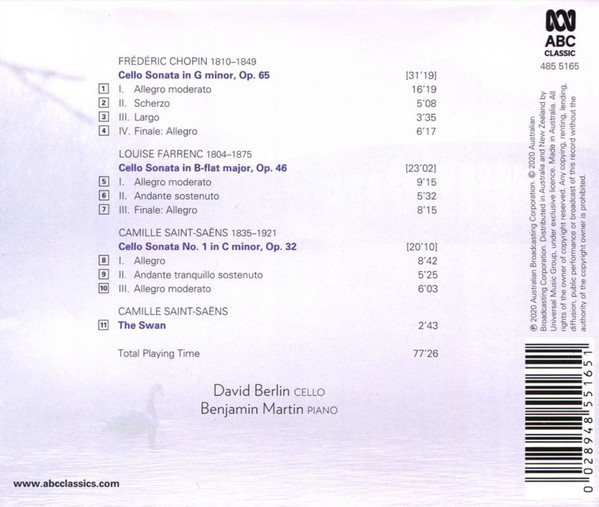 FRÉDÉRIC CHOPIN 1810–1849
Cello Sonata in G minor, Op. 65 [31'19]
1 I. Allegro moderato 16'19
2 II. Scherzo 5'08
3 III. Largo 3'35
4 IV. Finale: Allegro 6'17
LOUISE FARRENC 1804–1875
Cello Sonata in B-flat major, Op. 46 [23'02]
5 I. Allegro moderato 9'15
6 II. Andante sostenuto 5'32
7 III. Finale: Allegro 8'15
CAMILLE SAINT-SAËNS 1835–1921
Cello Sonata No. 1 in C minor, Op. 32 [20'10]
8 I. Allegro 8'42
9 II. Andante tranquillo sostenuto 5'25
10 III. Allegro moderato 6'03
CAMILLE SAINT-SAËNS
11 The Swan 2'43
Total Playing Time 77'26
David Berlin CELLO
Benjamin Martin PIANO
www.abcclassics.com
ABC
CLASSIC
485 5165
℗ 2020 Australian Broadcasting Corporation. © 2020 Australian
Broadcasting Corporation. Distributed in Australia and New Zealand by
Universal Music Group, under exclusive licence. Made in Australia. All
rights of the owner of copyright reserved. Any copying, renting, lending,
diffusion, public performance or broadcast of this record without the
authority of the copyright owner is prohibited.
0 028948 551651